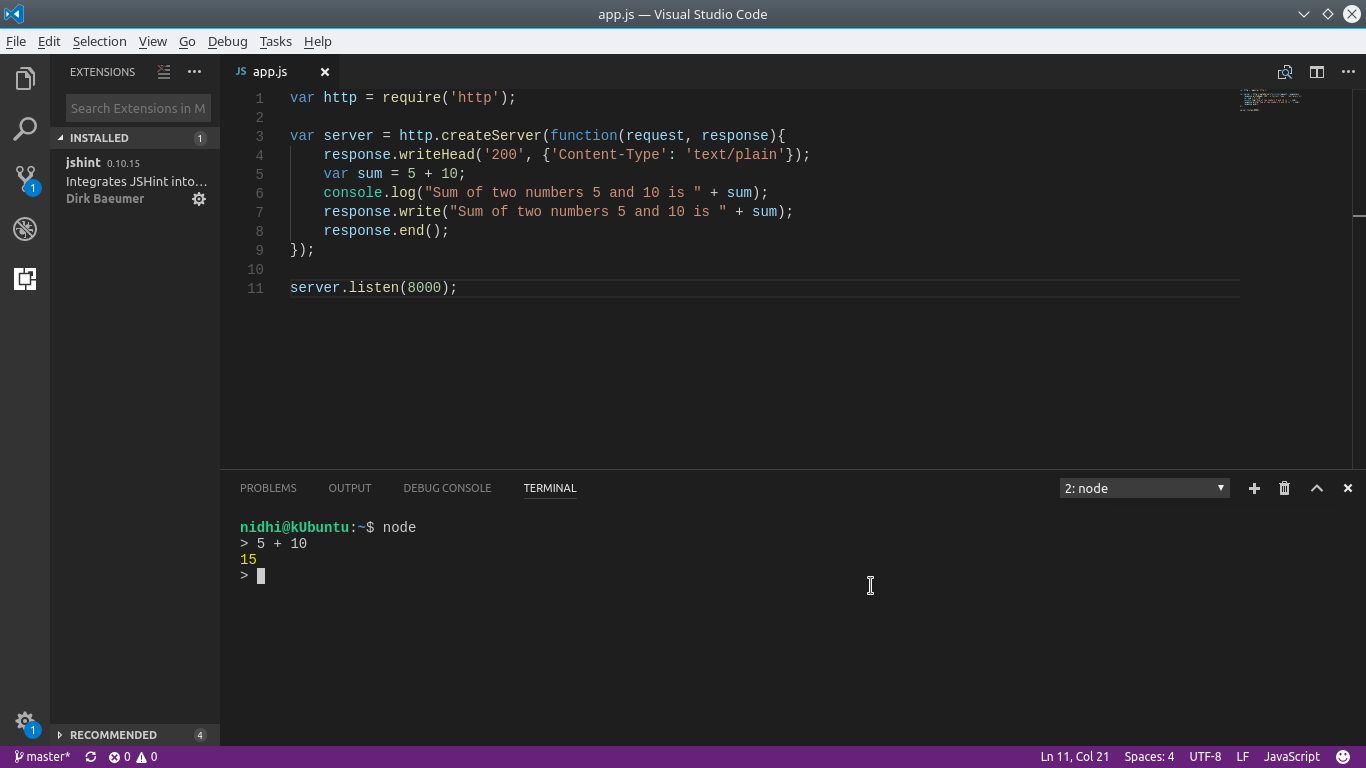 app.js — Visual Studio Code
File Edit Selection View Go Debug Tasks Help
EXTENSIONS
Search Extensions in M
INSTALLED 1
jshint 0.10.15
Integrates JSHint into…
Dirk Baeumer
1
1
RECOMMENDED 4
JS app.js
1 var http = require('http');
2
3 var server = http.createServer(function(request, response){
4     response.writeHead('200', {'Content-Type': 'text/plain'});
5     var sum = 5 + 10;
6     console.log("Sum of two numbers 5 and 10 is " + sum);
7     response.write("Sum of two numbers 5 and 10 is " + sum);
8     response.end();
9 });
10
11 server.listen(8000);
PROBLEMS OUTPUT DEBUG CONSOLE TERMINAL 2: node
nidhi@kUbuntu:~$ node
> 5 + 10
15
>
master* 0 0 Ln 11, Col 21 Spaces: 4 UTF-8 LF JavaScript